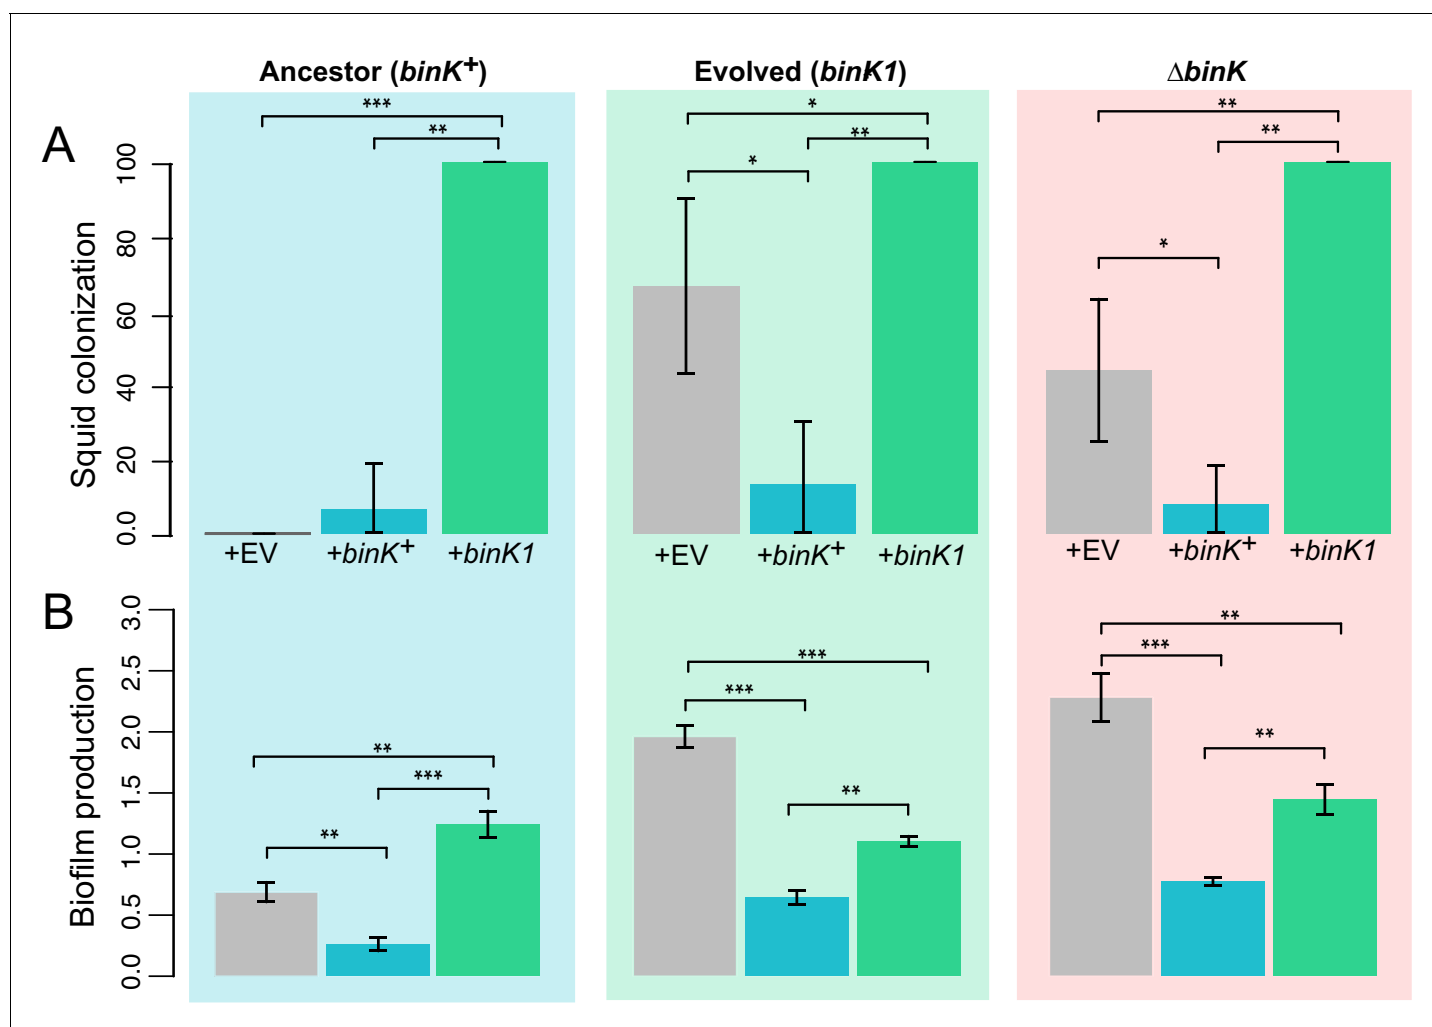 Ancestor (binK+) Evolved (binK1) ΔbinK
A
*** * **
** ** **
* *
Squid colonization
100
80
60
40
20
0.0
+EV +binK+ +binK1 +EV +binK+ +binK1 +EV +binK+ +binK1
B
** *** **
*** *** ***
** ** **
Biofilm production
3.0
2.5
2.0
1.5
1.0
0.5
0.0